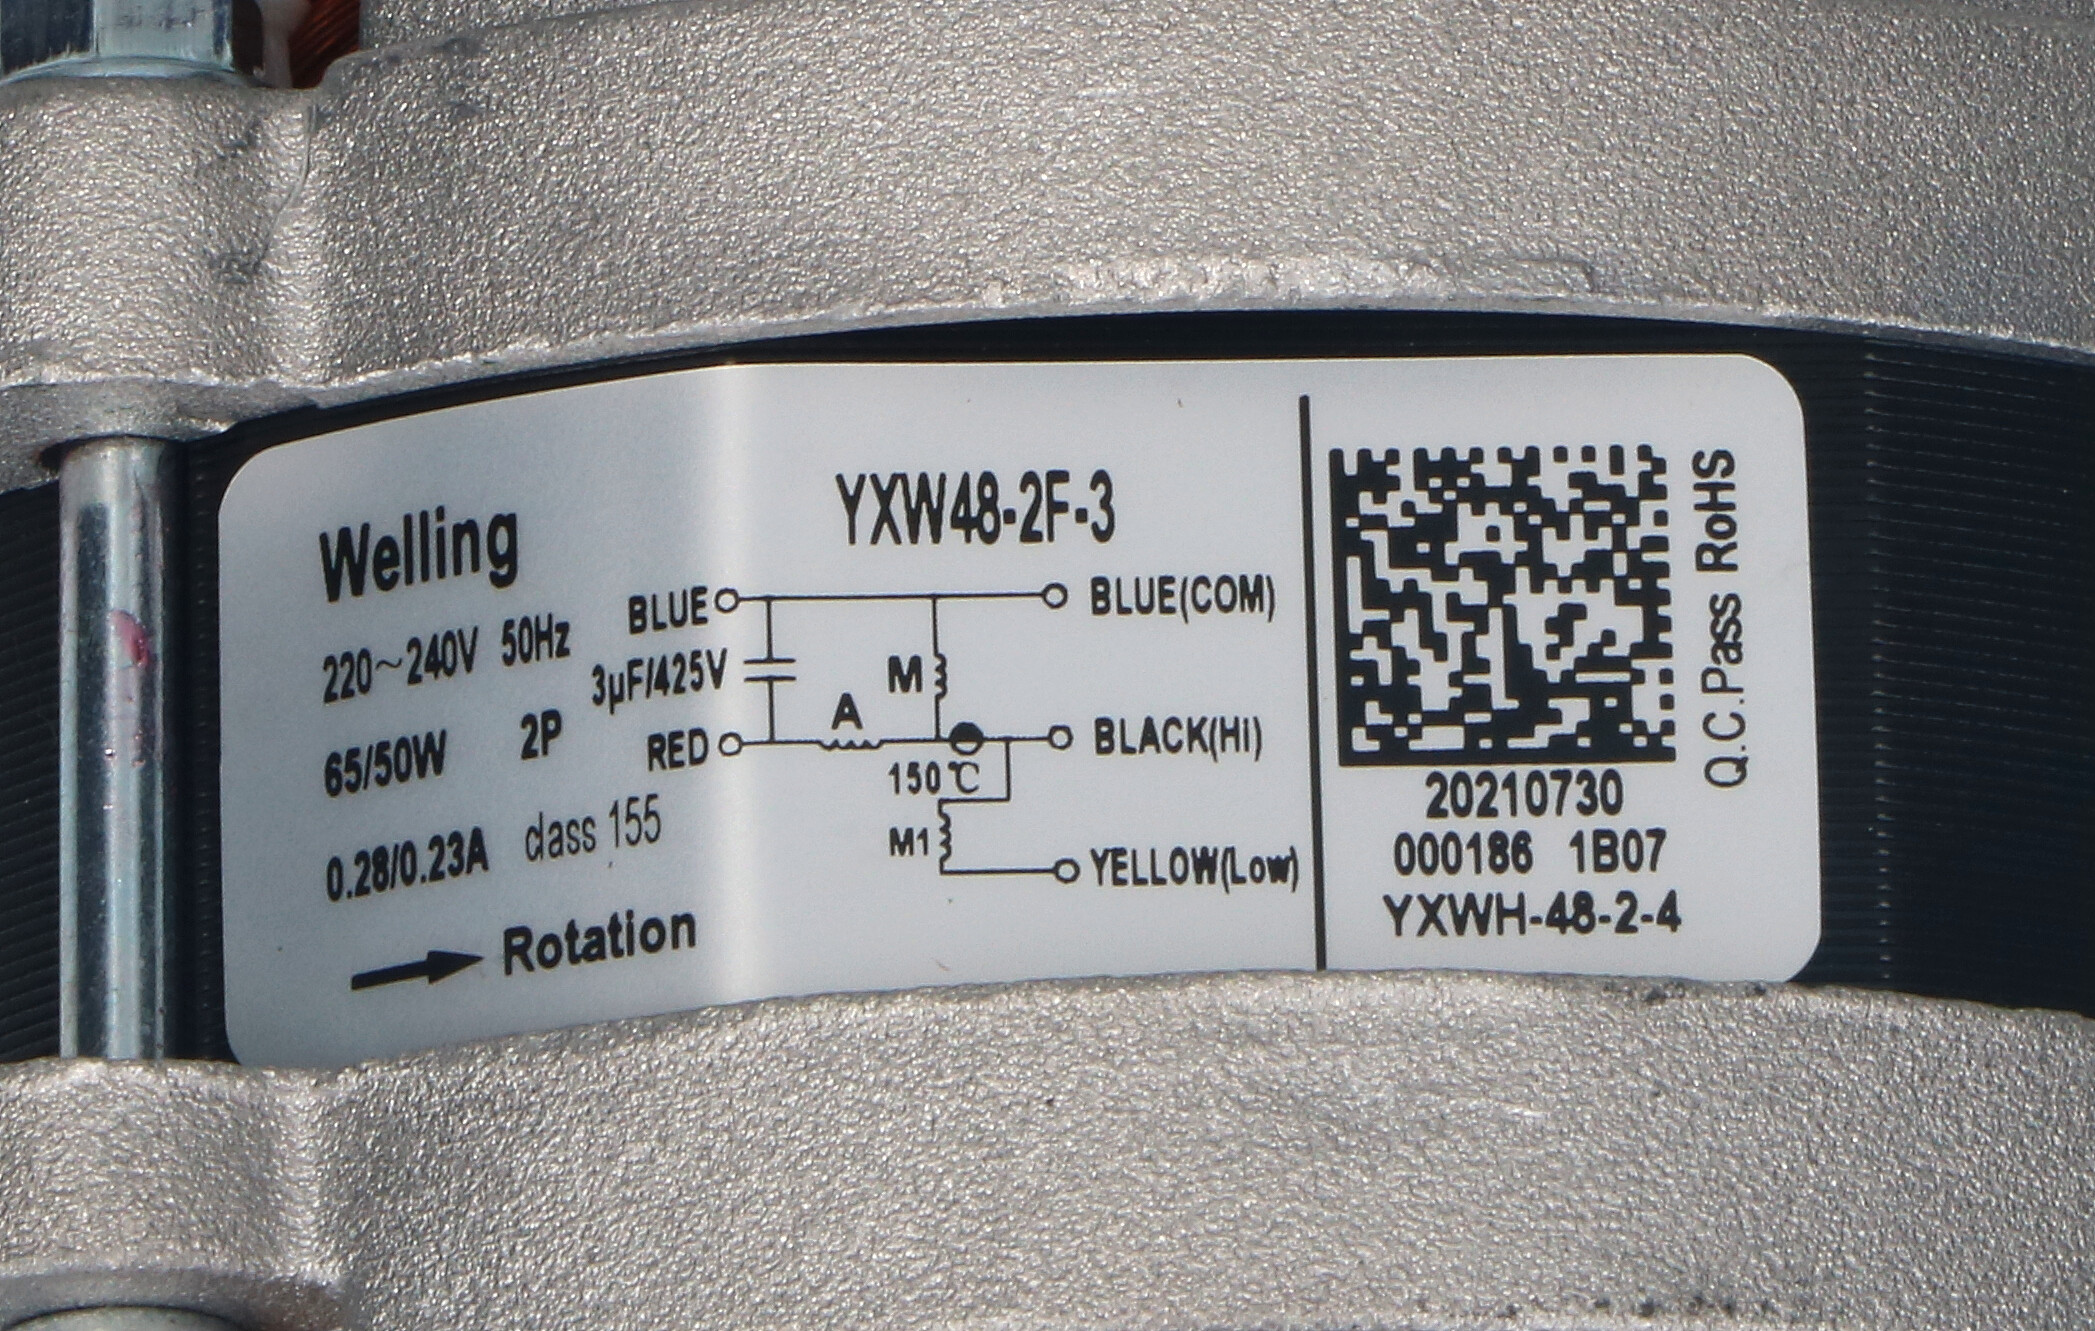 Welling
YXW48-2F-3
220~240V 50Hz
65/50W 2P
0.28/0.23A class 155
Rotation
BLUE
3µF/425V
RED
A
M
150℃
M1
BLUE(COM)
BLACK(Hi)
YELLOW(Low)
20210730
000186 1B07
YXWH-48-2-4
Q.C.Pass RoHS